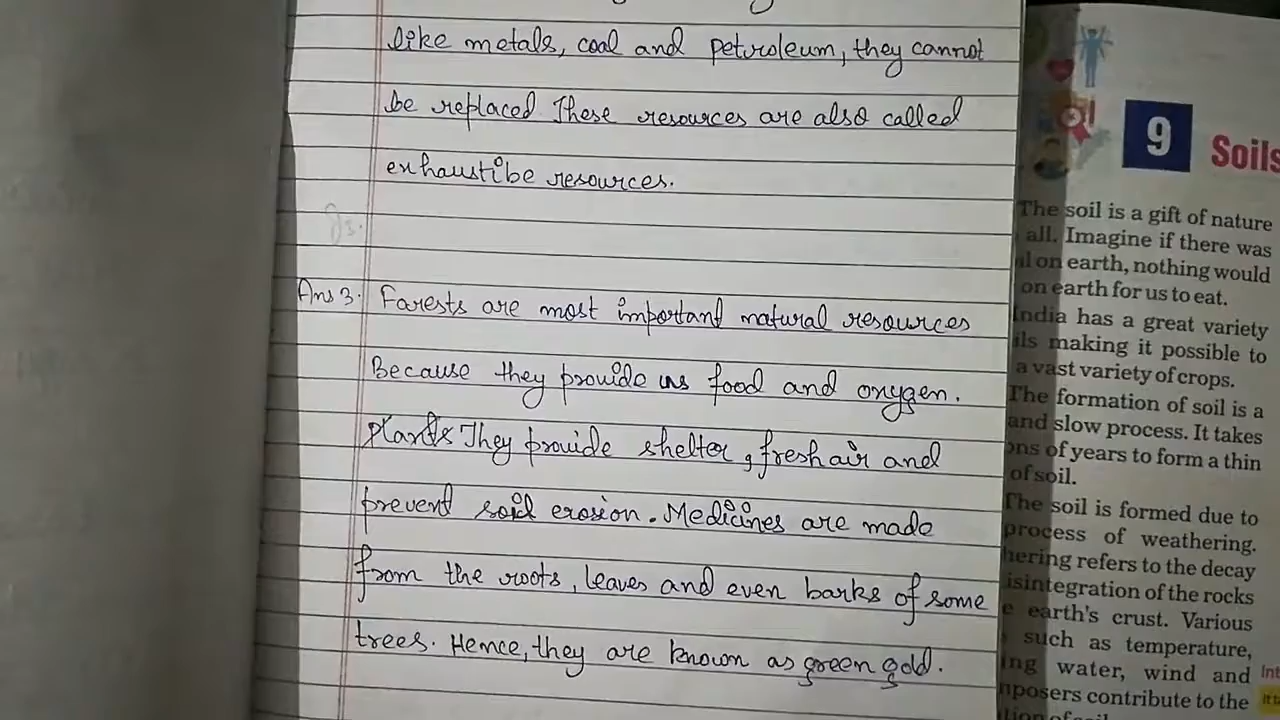 like metals, coal and petroleum, they cannot
be replaced These resources are also called
exhaustibe resources.
Ans 3. Farests are most important natural resources
Because they provide us food and oxygen.
They provide shelter, fresh air and
prevent soil erosion. Medicines are made
from the roots, leaves and even barks of some
trees. Hence, they are known as green gold.
9 Soils
The soil is a gift of nature
all. Imagine if there was
on earth, nothing would
on earth for us to eat.
India has a great variety
ils making it possible to
a vast variety of crops.
The formation of soil is a
and slow process. It takes
ons of years to form a thin
of soil.
The soil is formed due to
process of weathering.
hering refers to the decay
isintegration of the rocks
e earth's crust. Various
such as temperature,
ing water, wind and
mposers contribute to the